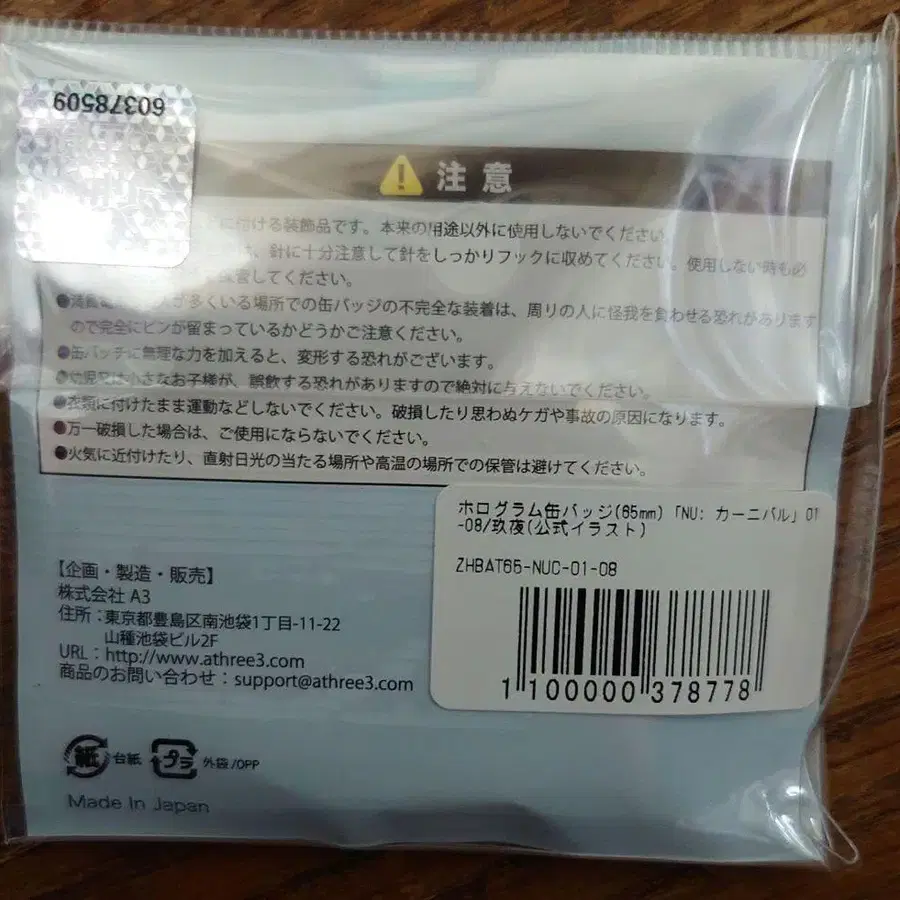 60378509
注意
に付ける装飾品です。本来の用途以外に使用しないでください
は、針に十分注意して針をしっかりフックに収めてください。使用しない時も必
保管してください。
●満員電車など人が多くいる場所での缶バッジの不完全な装着は、周りの人に怪我を負わせる恐れがあります
ので完全にピンが留まっているかどうかご注意ください。
●缶バッチに無理な力を加えると、変形する恐れがございます。
●幼児又は小さなお子様が、誤飲する恐れがありますので絶対に与えないでください。
●衣類に付けたまま運動などしないでください。破損したり思わぬケガや事故の原因になります。
●万一破損した場合は、ご使用にならないでください。
●火気に近付けたり、直射日光の当たる場所や高温の場所での保管は避けてください。
ホログラム缶バッジ(65mm)「NU: カーニバル」01
-08/玖夜(公式イラスト)
ZHBAT65-NUC-01-08
1 100000 378778
【企画・製造・販売】
株式会社 A3
住所：東京都豊島区南池袋1丁目-11-22
山種池袋ビル2F
URL：http://www.athree3.com
商品のお問い合わせ：support@athree3.com
紙 台紙 プラ 外袋/OPP
Made In Japan